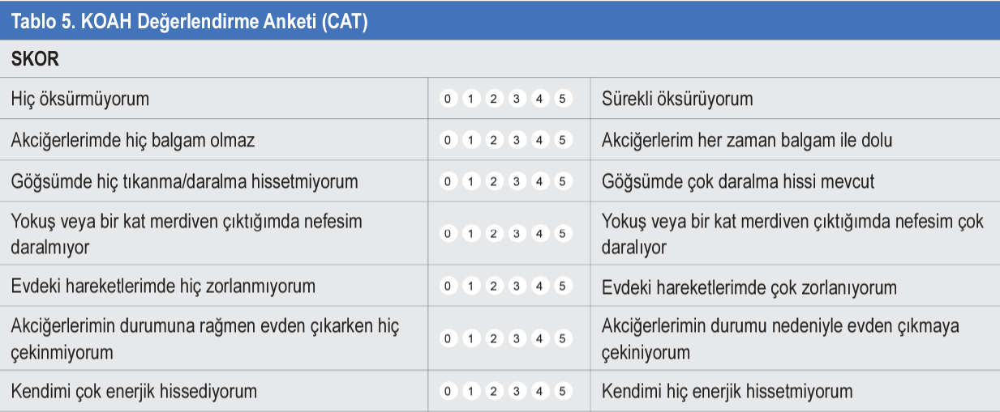 Tablo 5. KOAH Değerlendirme Anketi (CAT)
SKOR
Hiç öksürmüyorum 0 1 2 3 4 5 Sürekli öksürüyorum
Akciğerlerimde hiç balgam olmaz 0 1 2 3 4 5 Akciğerlerim her zaman balgam ile dolu
Göğsümde hiç tıkanma/daralma hissetmiyorum 0 1 2 3 4 5 Göğsümde çok daralma hissi mevcut
Yokuş veya bir kat merdiven çıktığımda nefesim
daralmıyor
0 1 2 3 4 5
Yokuş veya bir kat merdiven çıktığımda nefesim çok
daralıyor
Evdeki hareketlerimde hiç zorlanmıyorum 0 1 2 3 4 5 Evdeki hareketlerimde çok zorlanıyorum
Akciğerlerimin durumuna rağmen evden çıkarken hiç
çekinmiyorum
0 1 2 3 4 5
Akciğerlerimin durumu nedeniyle evden çıkmaya
çekiniyorum
Kendimi çok enerjik hissediyorum 0 1 2 3 4 5 Kendimi hiç enerjik hissetmiyorum